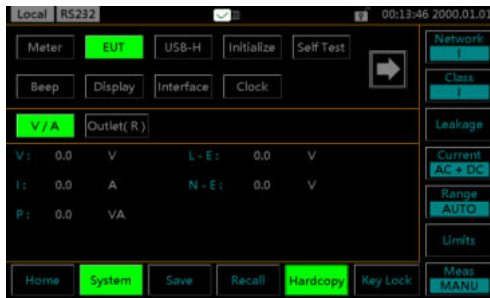 Local RS232 00:13:46 2000.01.01
Meter EUT USB-H Initialize Self Test
Beep Display Interface Clock
V / A Outlet( R )
V : 0.0 V L - E : 0.0 V
I : 0.0 A N - E : 0.0 V
P : 0.0 VA
Network
I
Class
I
Leakage
Current
AC + DC
Range
AUTO
Limits
Meas
MANU
Home System Save Recall Hardcopy Key Lock